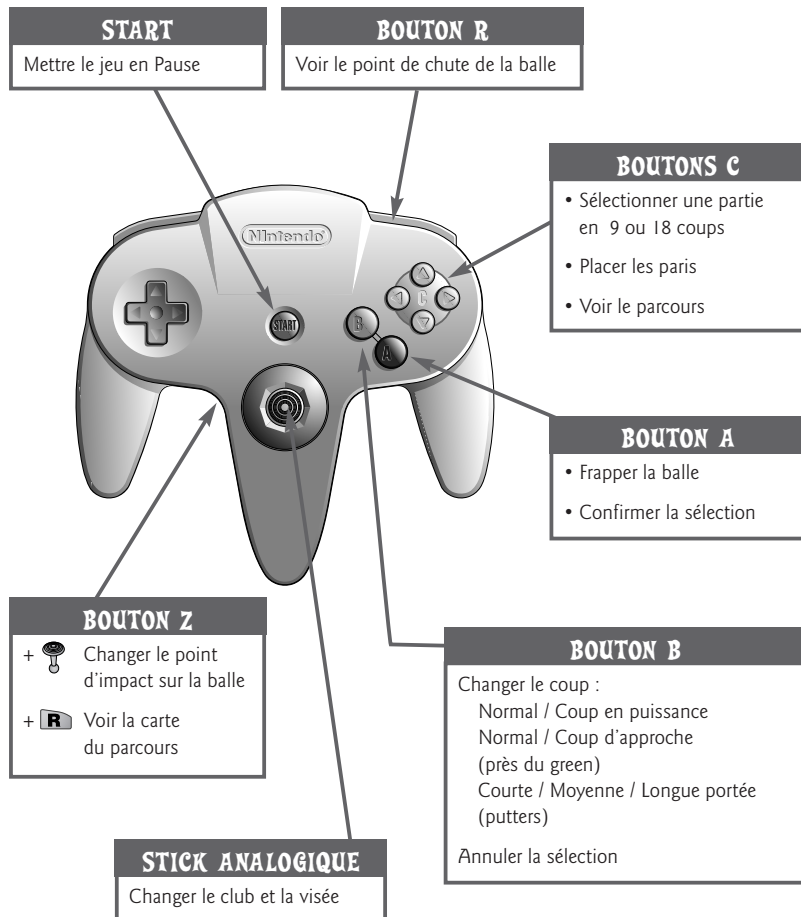 START
Mettre le jeu en Pause
BOUTON R
Voir le point de chute de la balle
BOUTONS C
• Sélectionner une partie
en 9 ou 18 coups
• Placer les paris
• Voir le parcours
Nintendo
START
C
B
A
BOUTON A
• Frapper la balle
• Confirmer la sélection
BOUTON Z
+ Changer le point
d'impact sur la balle
+ R Voir la carte
du parcours
BOUTON B
Changer le coup :
Normal / Coup en puissance
Normal / Coup d'approche
(près du green)
Courte / Moyenne / Longue portée
(putters)
Annuler la sélection
STICK ANALOGIQUE
Changer le club et la visée